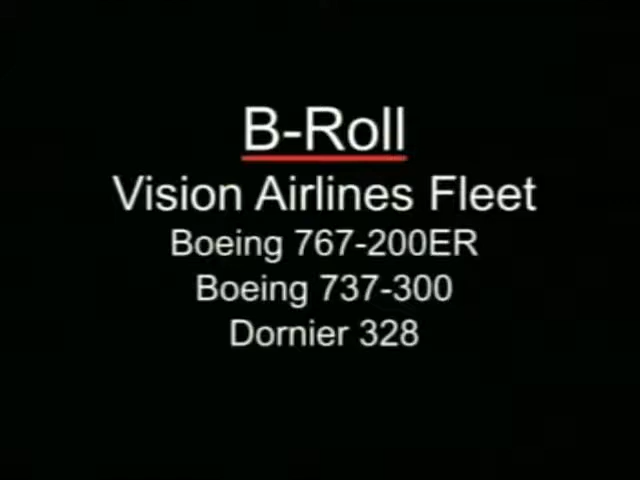 B-Roll
Vision Airlines Fleet
Boeing 767-200ER
Boeing 737-300
Dornier 328